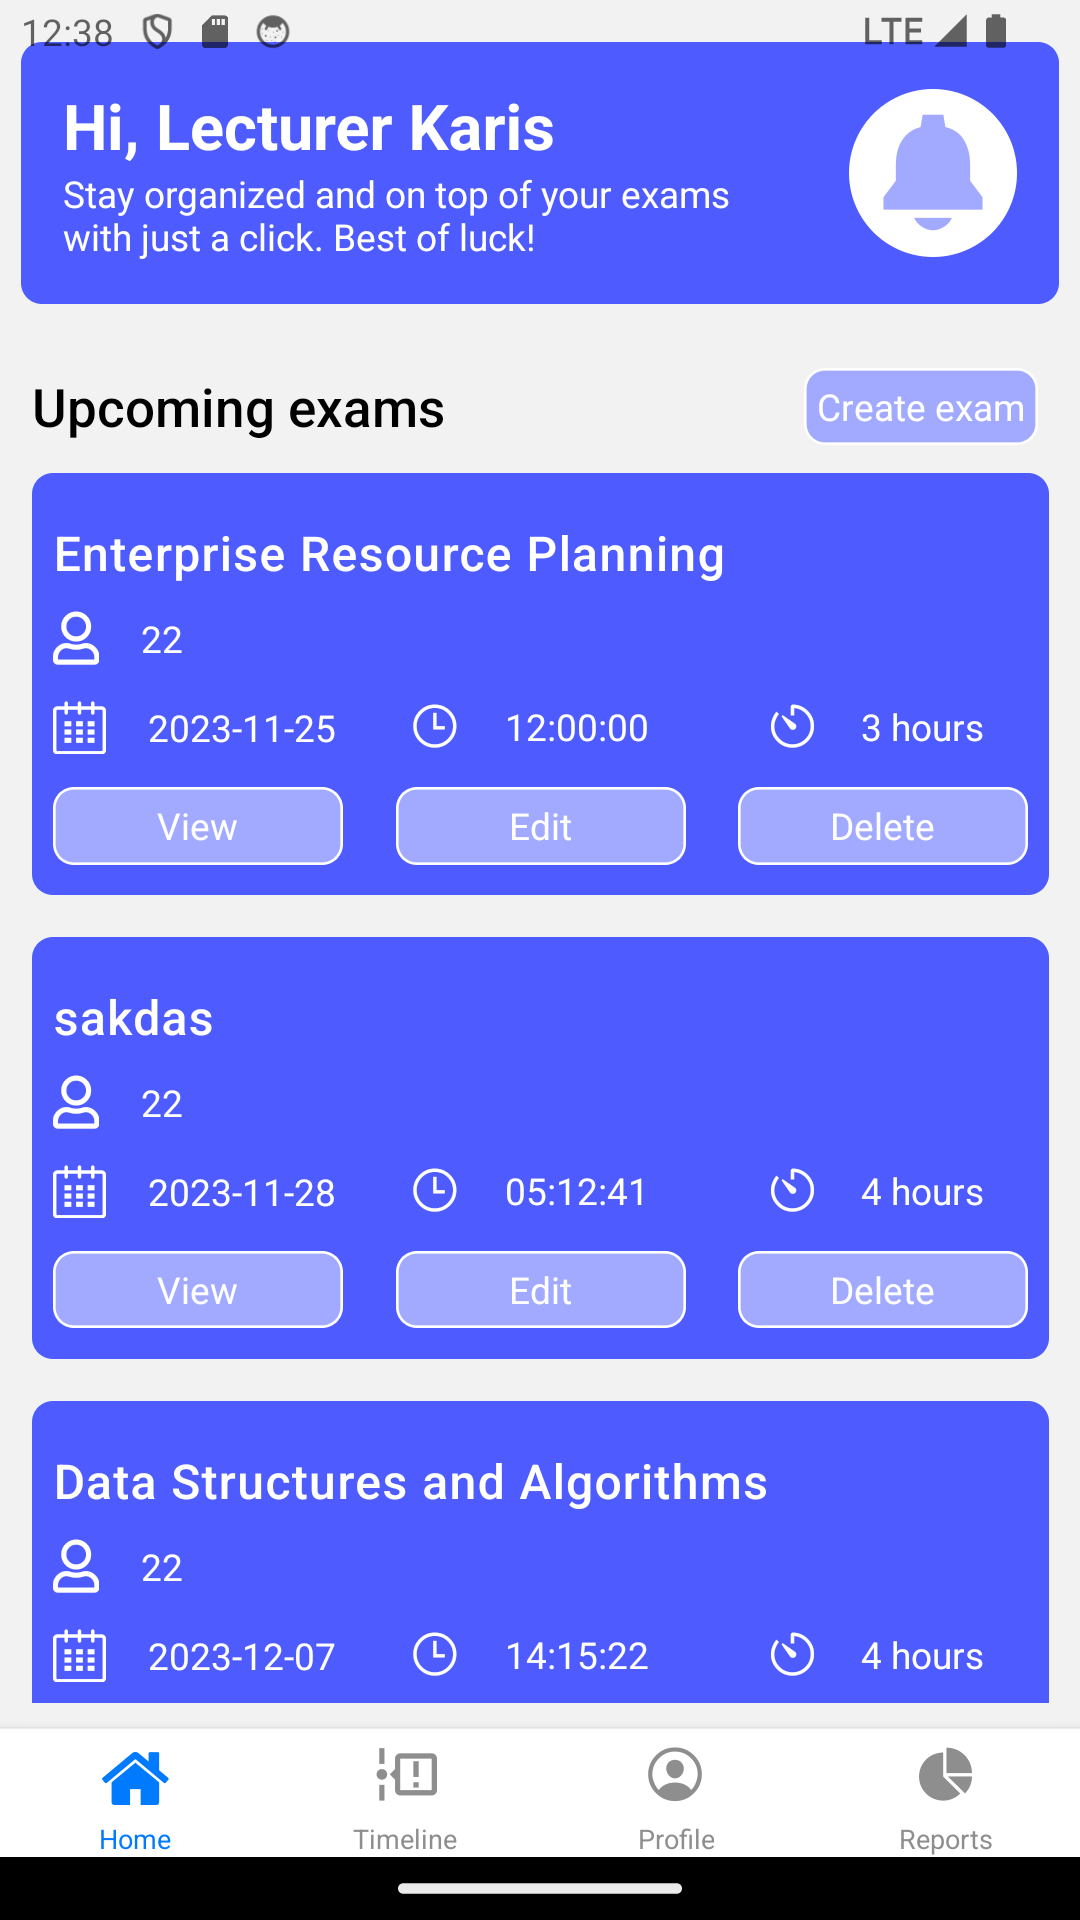 12:38 LTE
Hi, Lecturer Karis
Stay organized and on top of your exams
with just a click. Best of luck!
Upcoming exams Create exam
Enterprise Resource Planning
22
2023-11-25 12:00:00 3 hours
View Edit Delete
sakdas
22
2023-11-28 05:12:41 4 hours
View Edit Delete
Data Structures and Algorithms
22
2023-12-07 14:15:22 4 hours
Home Timeline Profile Reports